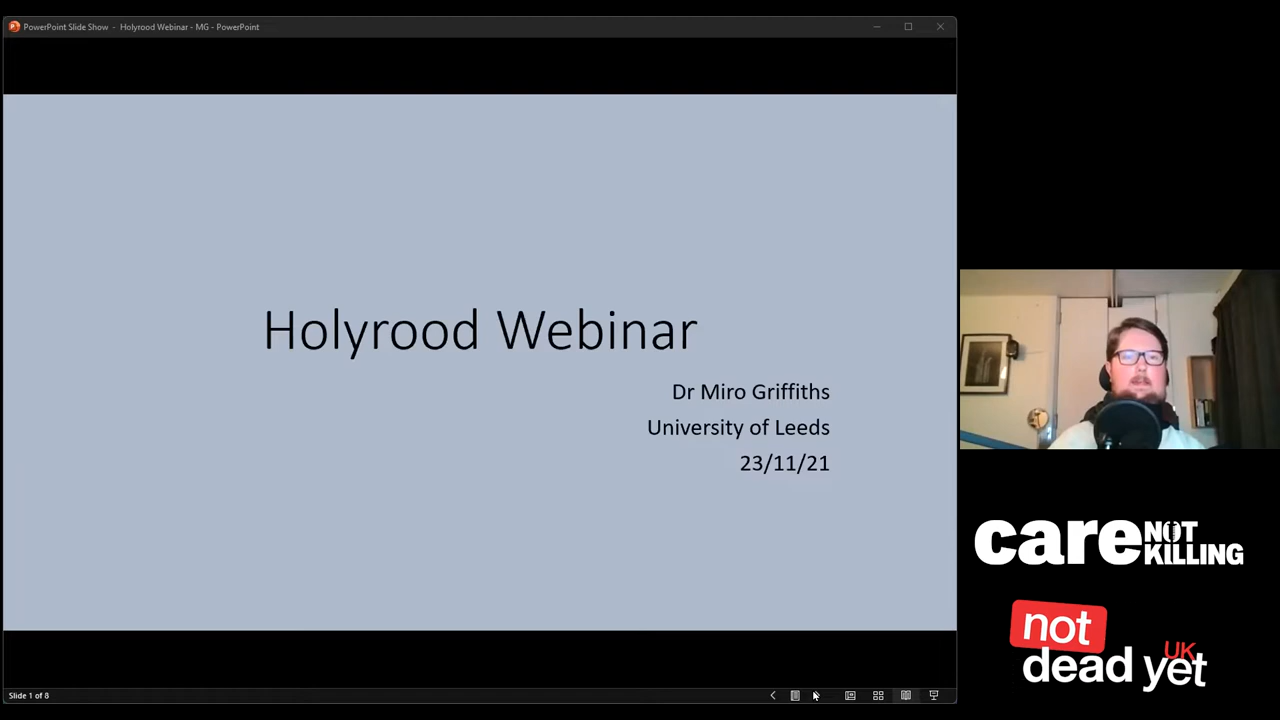 PowerPoint Slide Show - Holyrood Webinar - MG - PowerPoint
Holyrood Webinar
Dr Miro Griffiths
University of Leeds
23/11/21
care NOT KILLING
not dead yet UK
Slide 1 of 8